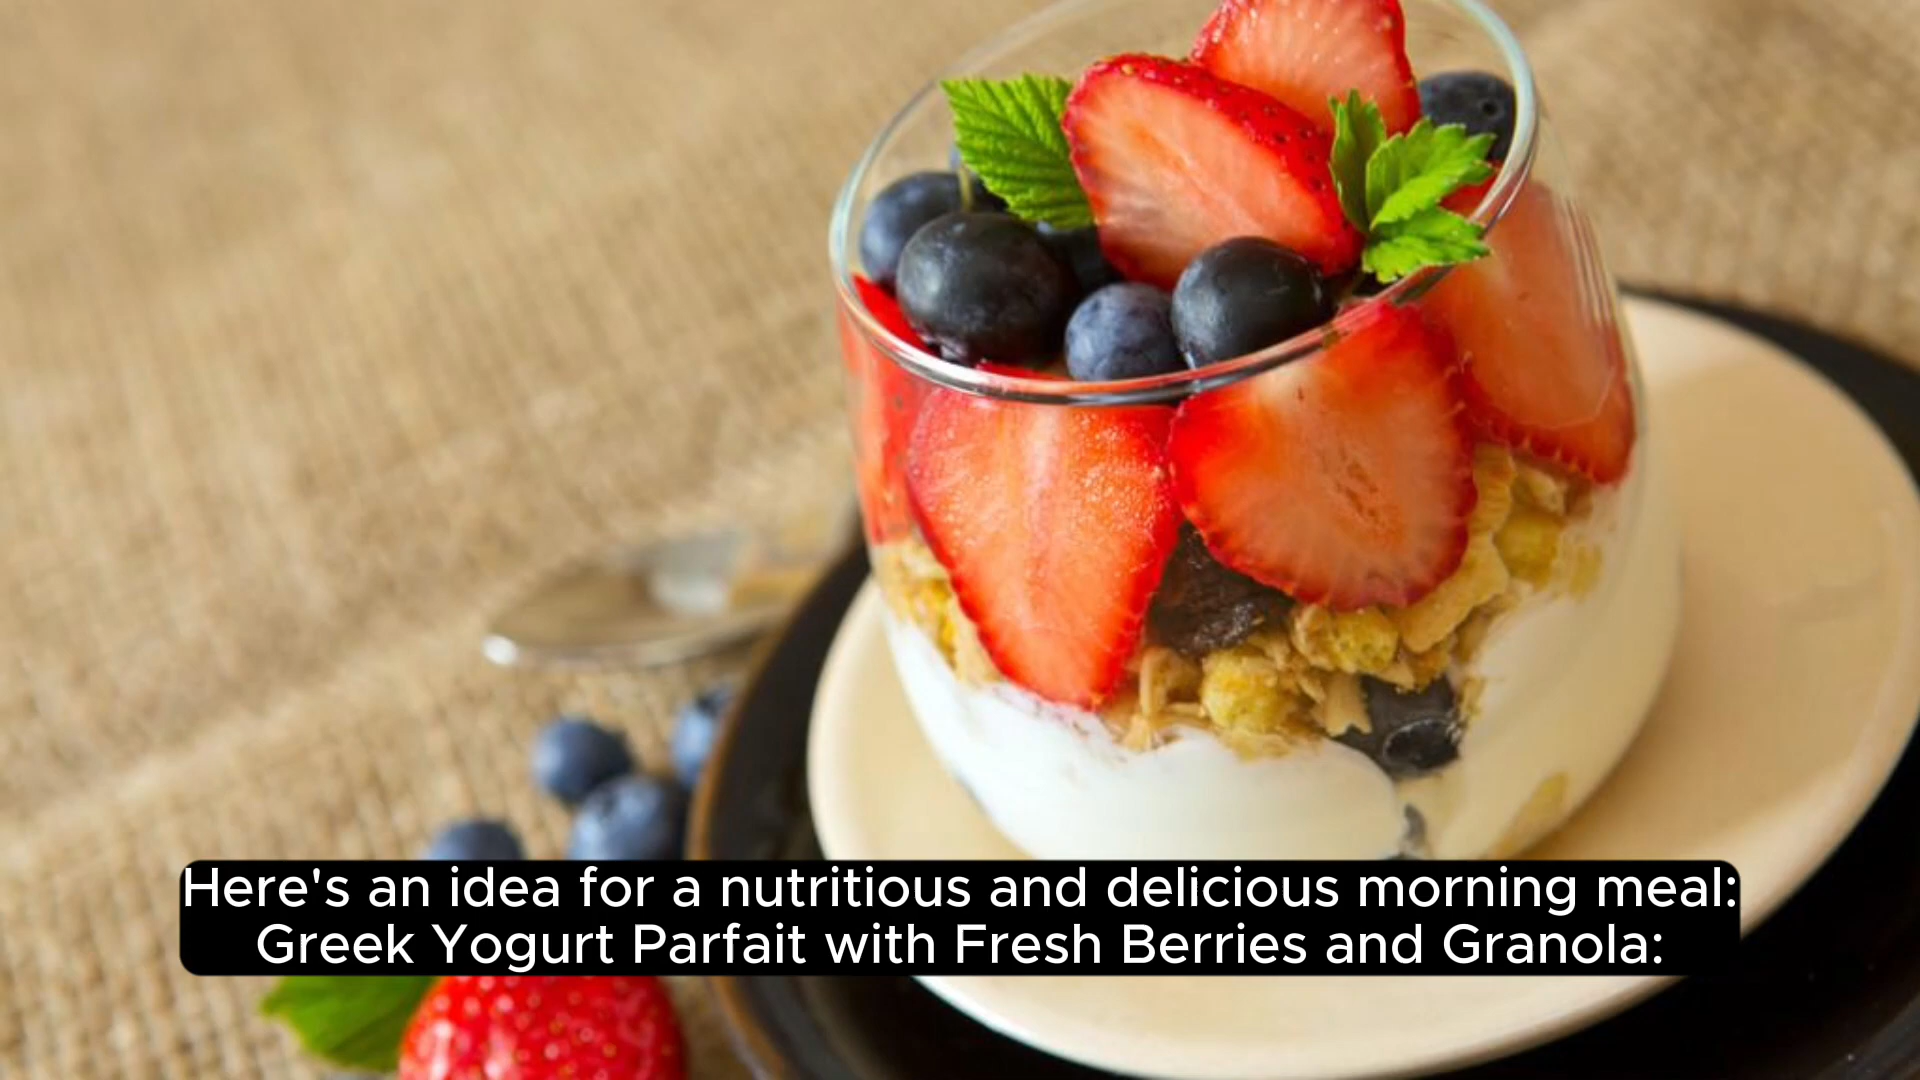 Here's an idea for a nutritious and delicious morning meal:
Greek Yogurt Parfait with Fresh Berries and Granola: